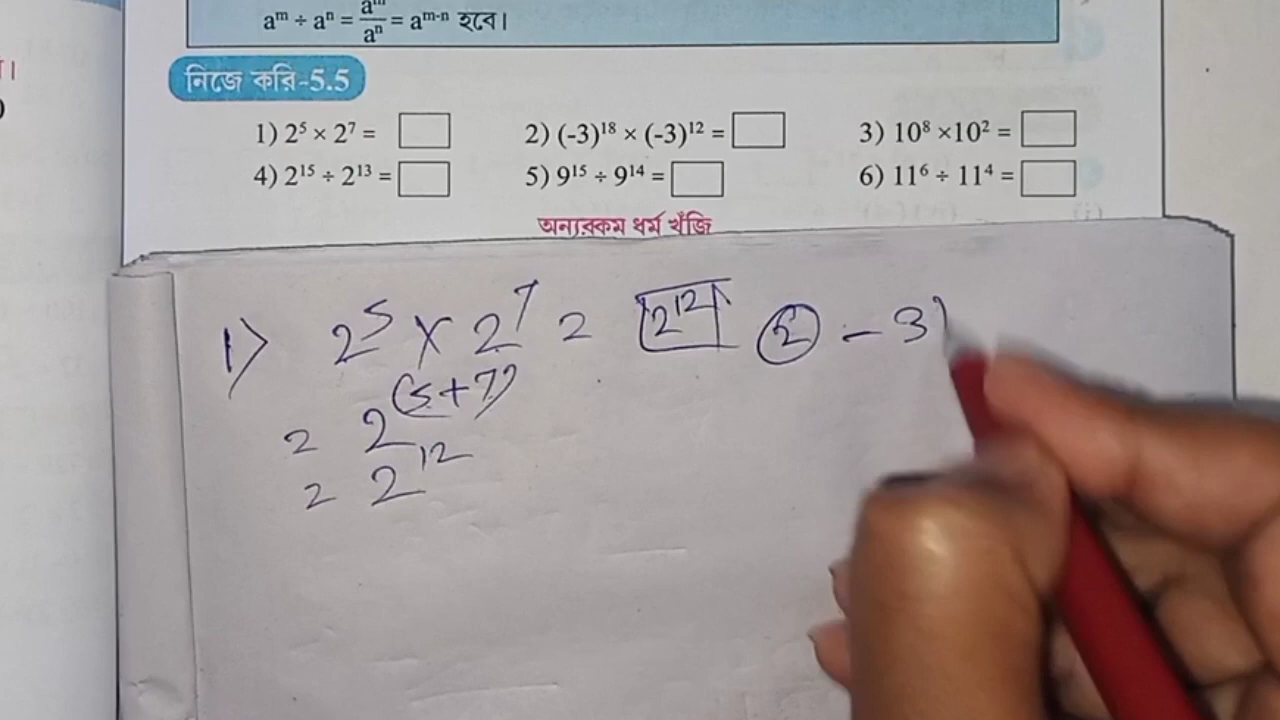 aᵐ ÷ aⁿ = aᵐ/aⁿ = aᵐ⁻ⁿ হবে।
নিজে করি-5.5
1) 2⁵ × 2⁷ = 2) (-3)¹⁸ × (-3)¹² = 3) 10⁸ ×10² =
4) 2¹⁵ ÷ 2¹³ = 5) 9¹⁵ ÷ 9¹⁴ = 6) 11⁶ ÷ 11⁴ =
অন্যরকম ধর্ম খুঁজি
1) 2⁵ × 2⁷ = 2¹² 2 - 3)
= 2⁽⁵⁺⁷⁾
= 2¹²